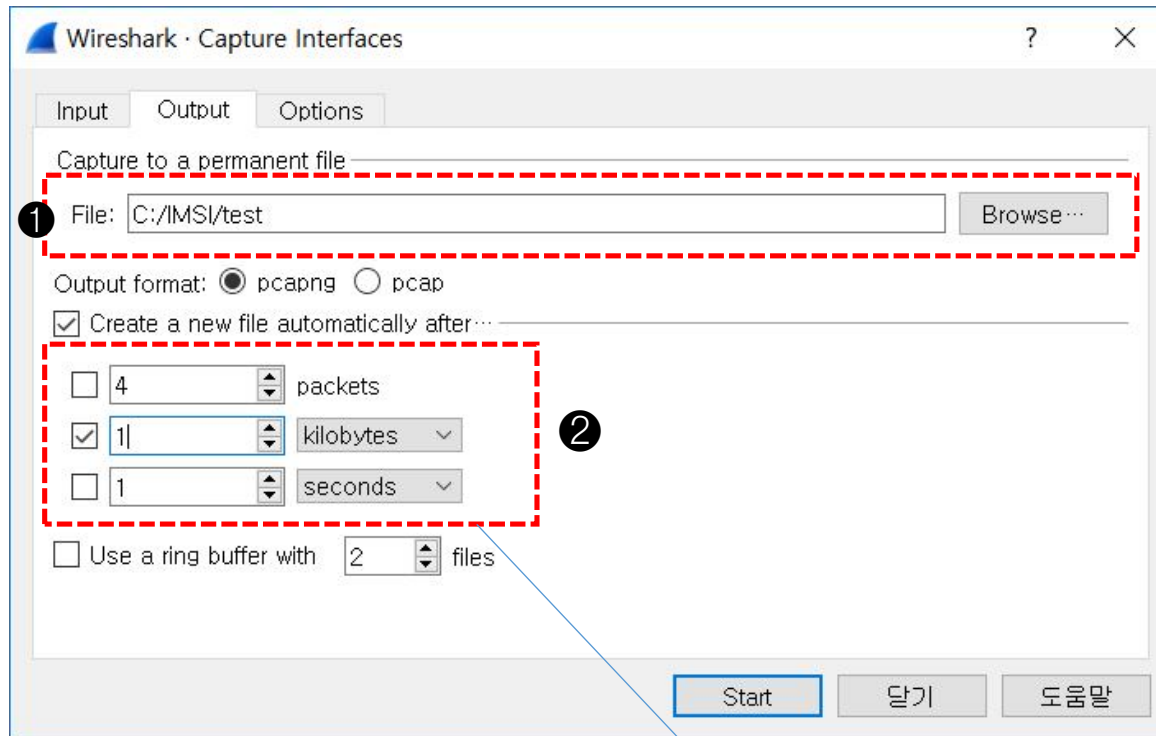 Wireshark · Capture Interfaces ? ×
Input Output Options
Capture to a permanent file
❶ File: C:/IMSI/test Browse…
Output format: pcapng pcap
Create a new file automatically after…
4 packets
1 kilobytes ❷
1 seconds
Use a ring buffer with 2 files
Start 닫기 도움말